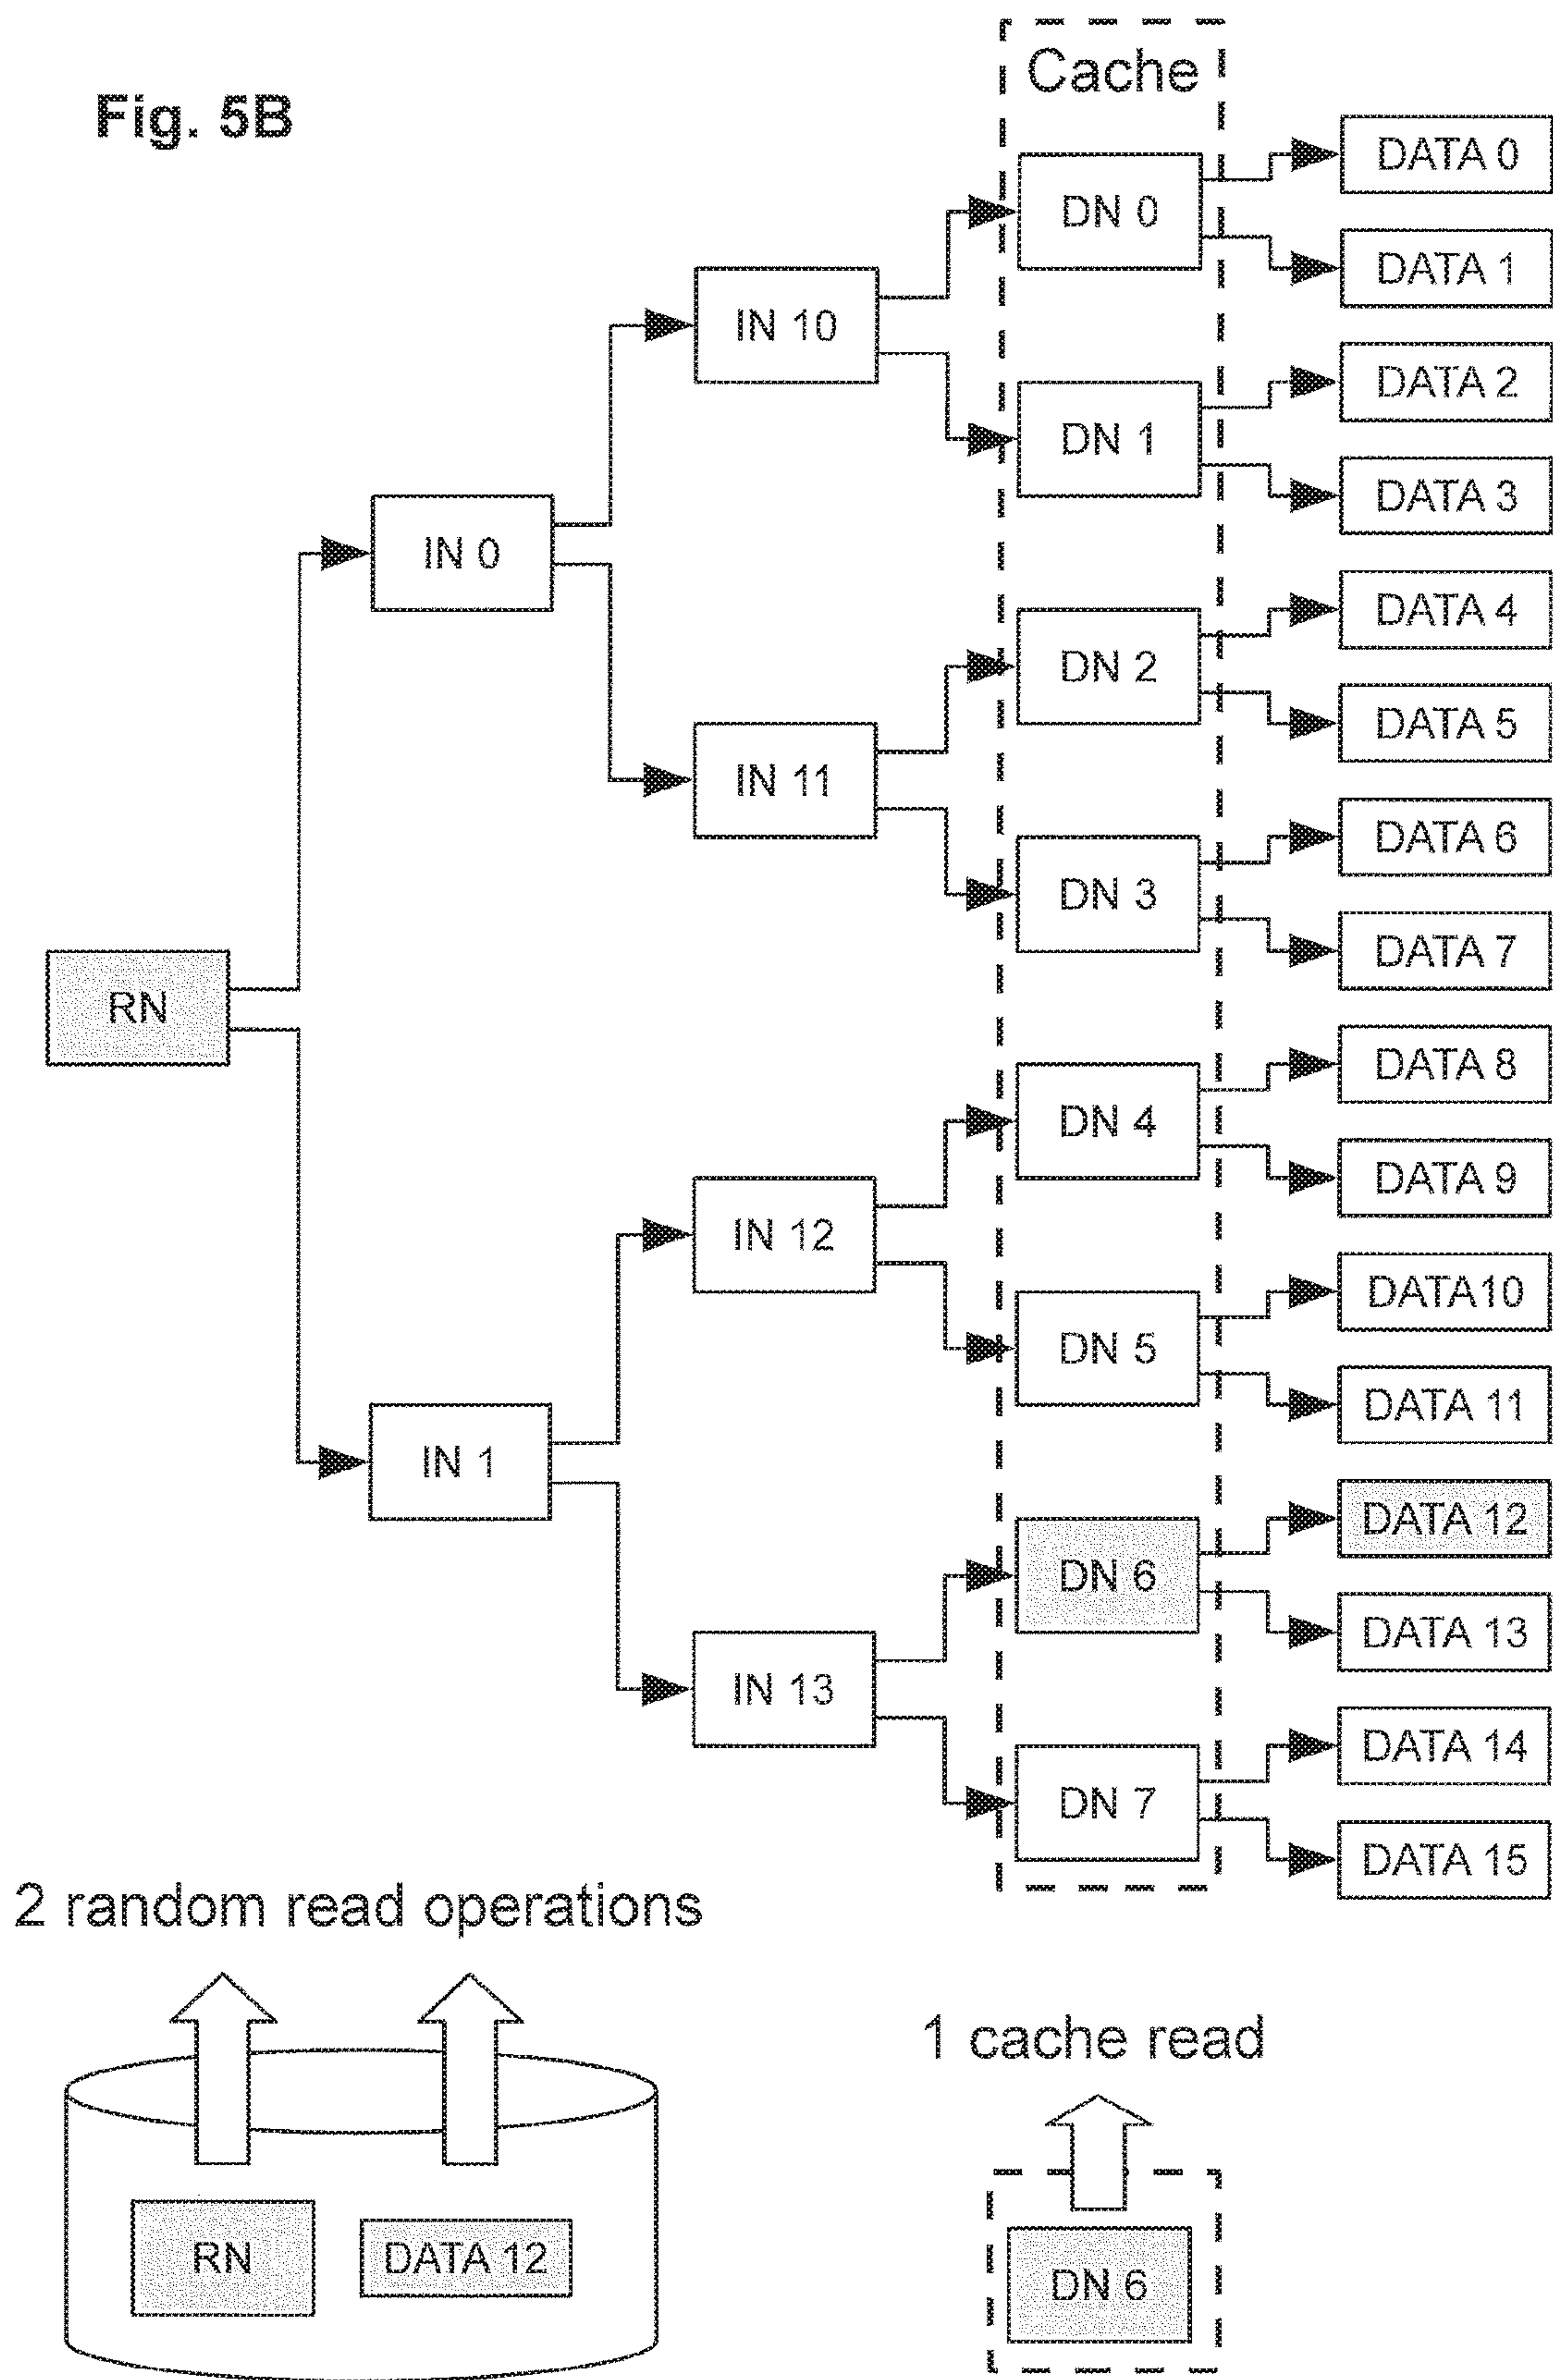 Fig. 5B
Cache
DATA 0
DN 0
DATA 1
IN 10
DATA 2
DN 1
DATA 3
IN 0
DATA 4
DN 2
DATA 5
IN 11
DATA 6
DN 3
DATA 7
RN
DATA 8
DN 4
DATA 9
IN 12
DATA10
DN 5
DATA 11
IN 1
DATA 12
DN 6
DATA 13
IN 13
DATA 14
DN 7
DATA 15
2 random read operations
1 cache read
RN
DATA 12
DN 6